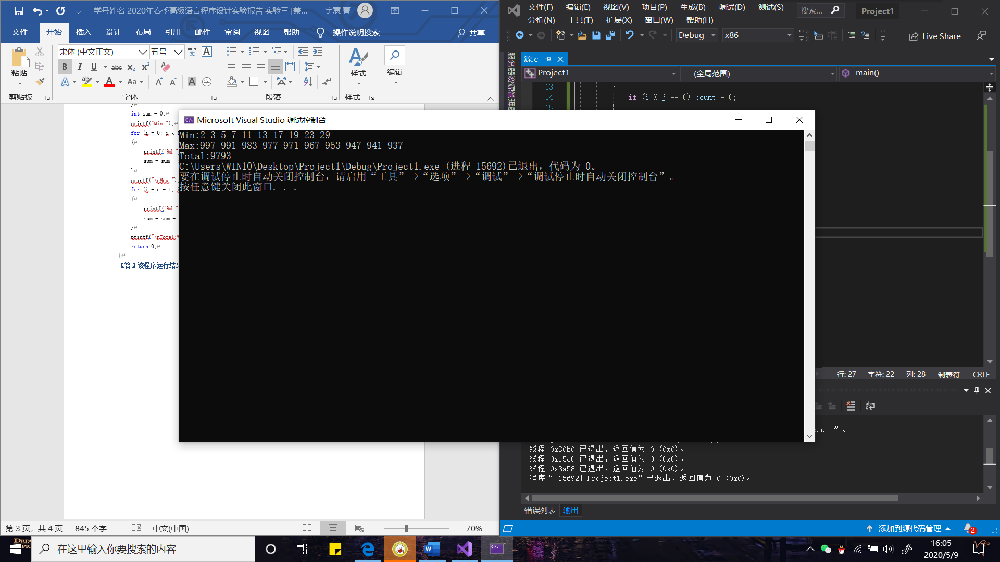 学号姓名 2020年春季高级语言程序设计实验报告 实验三 [兼...
宇宸 曹
文件 开始 插入 设计 布局 引用 邮件 审阅 视图 帮助 操作说明搜索 共享
宋体 (中文正文) 五号
粘贴
样式
编辑
剪贴板 字体 段落 样式
}
int sum = 0;
printf("Min:");
for (i = 0; i <
{
printf("%d "
sum = sum +
}
printf("\nMax:");
for (i = n - 1;
{
printf("%d "
sum = sum +
}
printf("\nTotal:%
return 0;
}
【答】该程序运行结果
第 3 页，共 4 页 845 个字 中文(中国) 70%
文件(F) 编辑(E) 视图(V) 项目(P) 生成(B) 调试(D) 测试(S) 搜索... Project1
分析(N) 工具(T) 扩展(X) 窗口(W) 帮助(H)
Debug x86 Live Share
服务器资源管理器
源.c
Project1 (全局范围) main()
13 {
14 if (i % j == 0) count = 0;
15 }
Microsoft Visual Studio 调试控制台
Min:2 3 5 7 11 13 17 19 23 29
Max:997 991 983 977 971 967 953 947 941 937
Total:9793
C:\Users\WIN10\Desktop\Project1\Debug\Project1.exe (进程 15692)已退出，代码为 0。
要在调试停止时自动关闭控制台，请启用“工具”->“选项”->“调试”->“调试停止时自动关闭控制台”。
按任意键关闭此窗口. . .
行: 27 字符: 22 列: 28 制表符 CRLF
.dll”。
线程 0x30b0 已退出，返回值为 0 (0x0)。
线程 0x15c0 已退出，返回值为 0 (0x0)。
线程 0x3a58 已退出，返回值为 0 (0x0)。
程序“[15692] Project1.exe”已退出，返回值为 0 (0x0)。
错误列表 输出
添加到源代码管理 2
在这里输入你要搜索的内容
16:05
2020/5/9